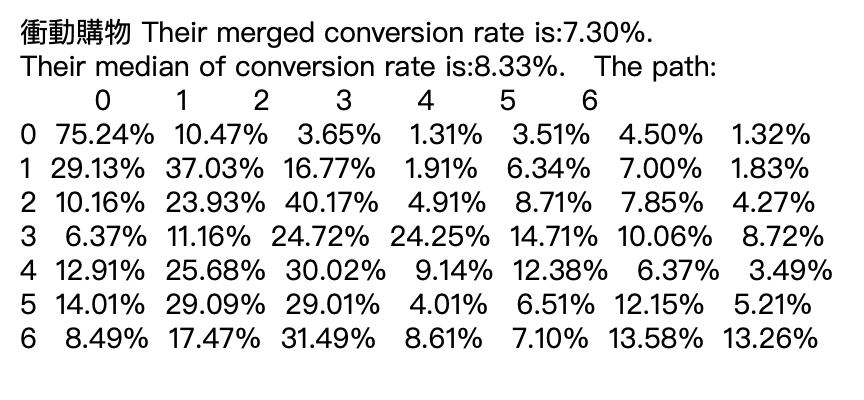 衝動購物 Their merged conversion rate is:7.30%.
Their median of conversion rate is:8.33%. The path:
0 1 2 3 4 5 6
0 75.24% 10.47% 3.65% 1.31% 3.51% 4.50% 1.32%
1 29.13% 37.03% 16.77% 1.91% 6.34% 7.00% 1.83%
2 10.16% 23.93% 40.17% 4.91% 8.71% 7.85% 4.27%
3 6.37% 11.16% 24.72% 24.25% 14.71% 10.06% 8.72%
4 12.91% 25.68% 30.02% 9.14% 12.38% 6.37% 3.49%
5 14.01% 29.09% 29.01% 4.01% 6.51% 12.15% 5.21%
6 8.49% 17.47% 31.49% 8.61% 7.10% 13.58% 13.26%